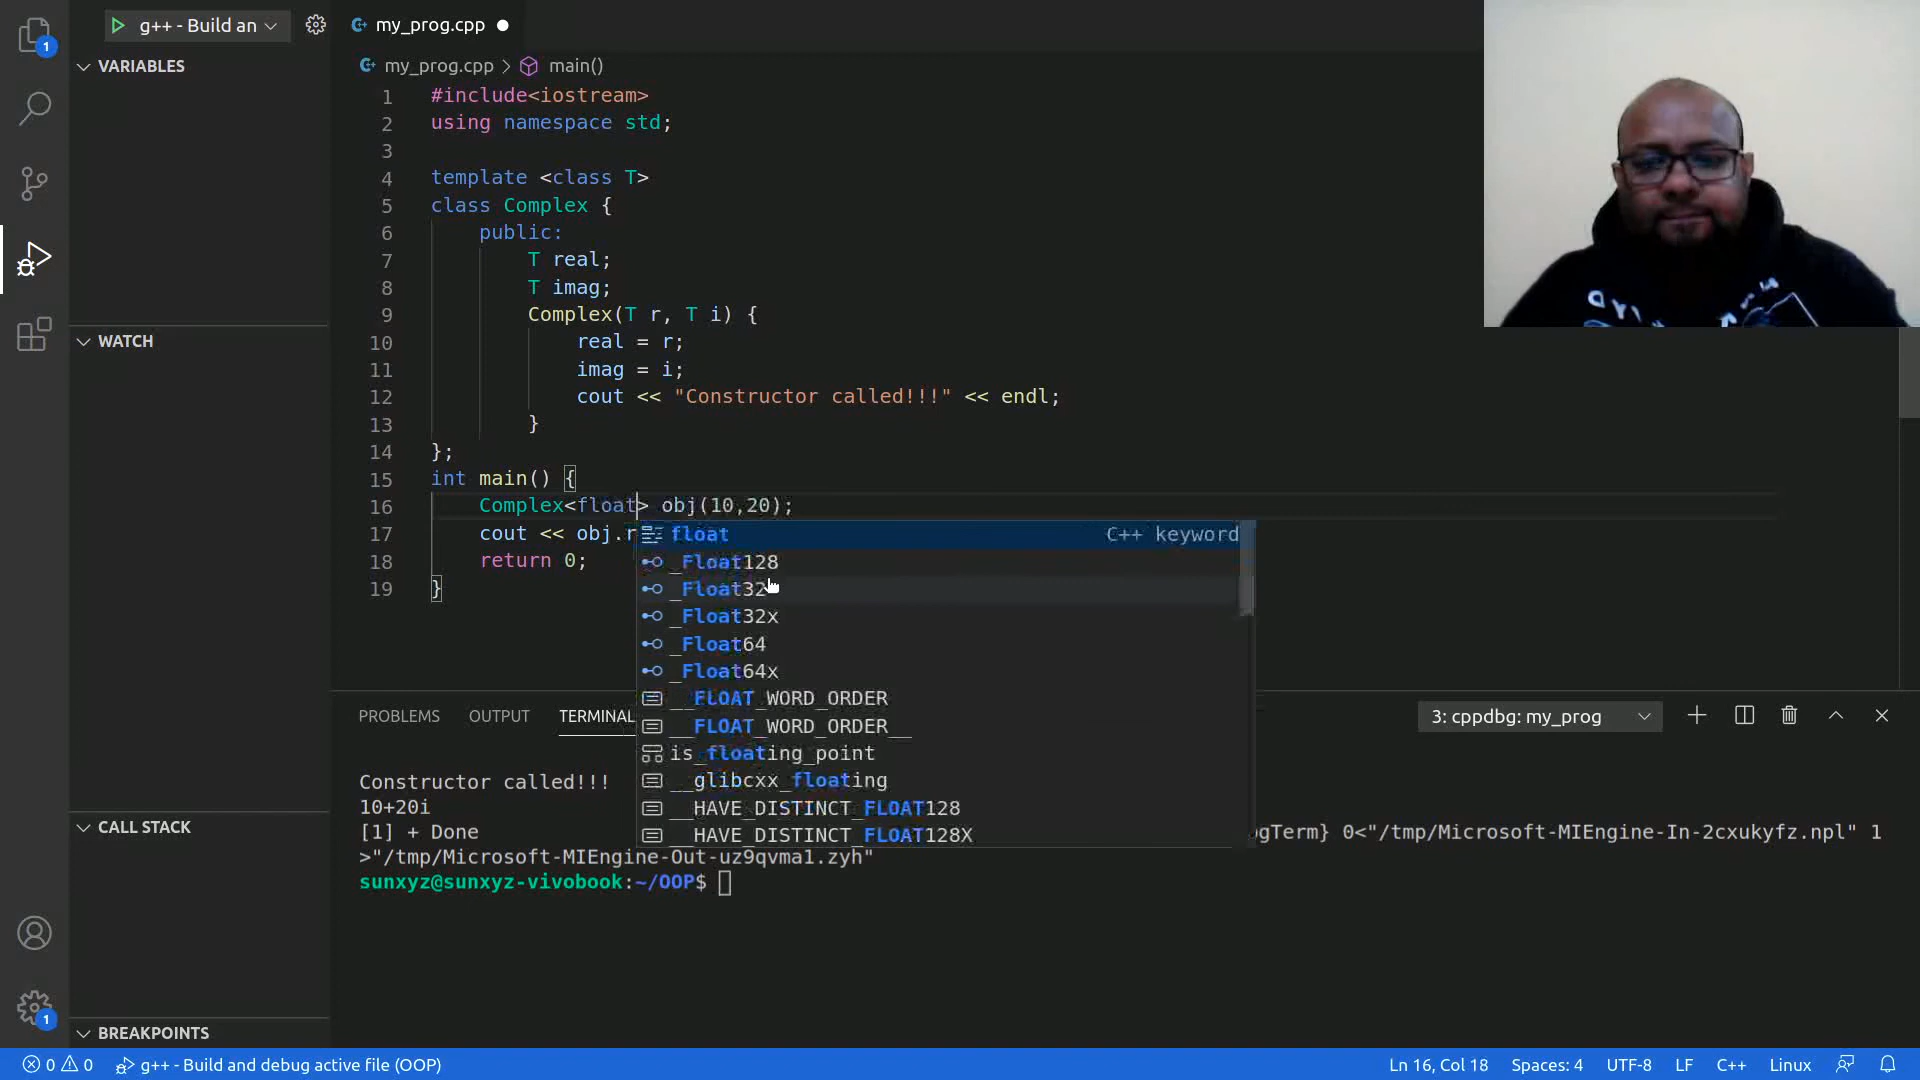 g++ - Build an
my_prog.cpp
VARIABLES
my_prog.cpp > main()
1 #include<iostream>
2 using namespace std;
3
4 template <class T>
5 class Complex {
6 public:
7 T real;
8 T imag;
9 Complex(T r, T i) {
10 real = r;
11 imag = i;
12 cout << "Constructor called!!!" << endl;
13 }
14 };
15 int main() {
16 Complex<float> obj(10,20);
17 cout << obj.r
18 return 0;
19 }
float C++ keyword
_Float128
_Float32
_Float32x
_Float64
_Float64x
__FLOAT_WORD_ORDER
__FLOAT_WORD_ORDER__
is_floating_point
__glibcxx_floating
__HAVE_DISTINCT_FLOAT128
__HAVE_DISTINCT_FLOAT128X
WATCH
CALL STACK
BREAKPOINTS
PROBLEMS OUTPUT TERMINAL 3: cppdbg: my_prog
Constructor called!!!
10+20i
[1] + Done ogTerm} 0<"/tmp/Microsoft-MIEngine-In-2cxukyfz.npl" 1
>"/tmp/Microsoft-MIEngine-Out-uz9qvma1.zyh"
sunxyz@sunxyz-vivobook:~/OOP$
1
1
0 0 g++ - Build and debug active file (OOP) Ln 16, Col 18 Spaces: 4 UTF-8 LF C++ Linux